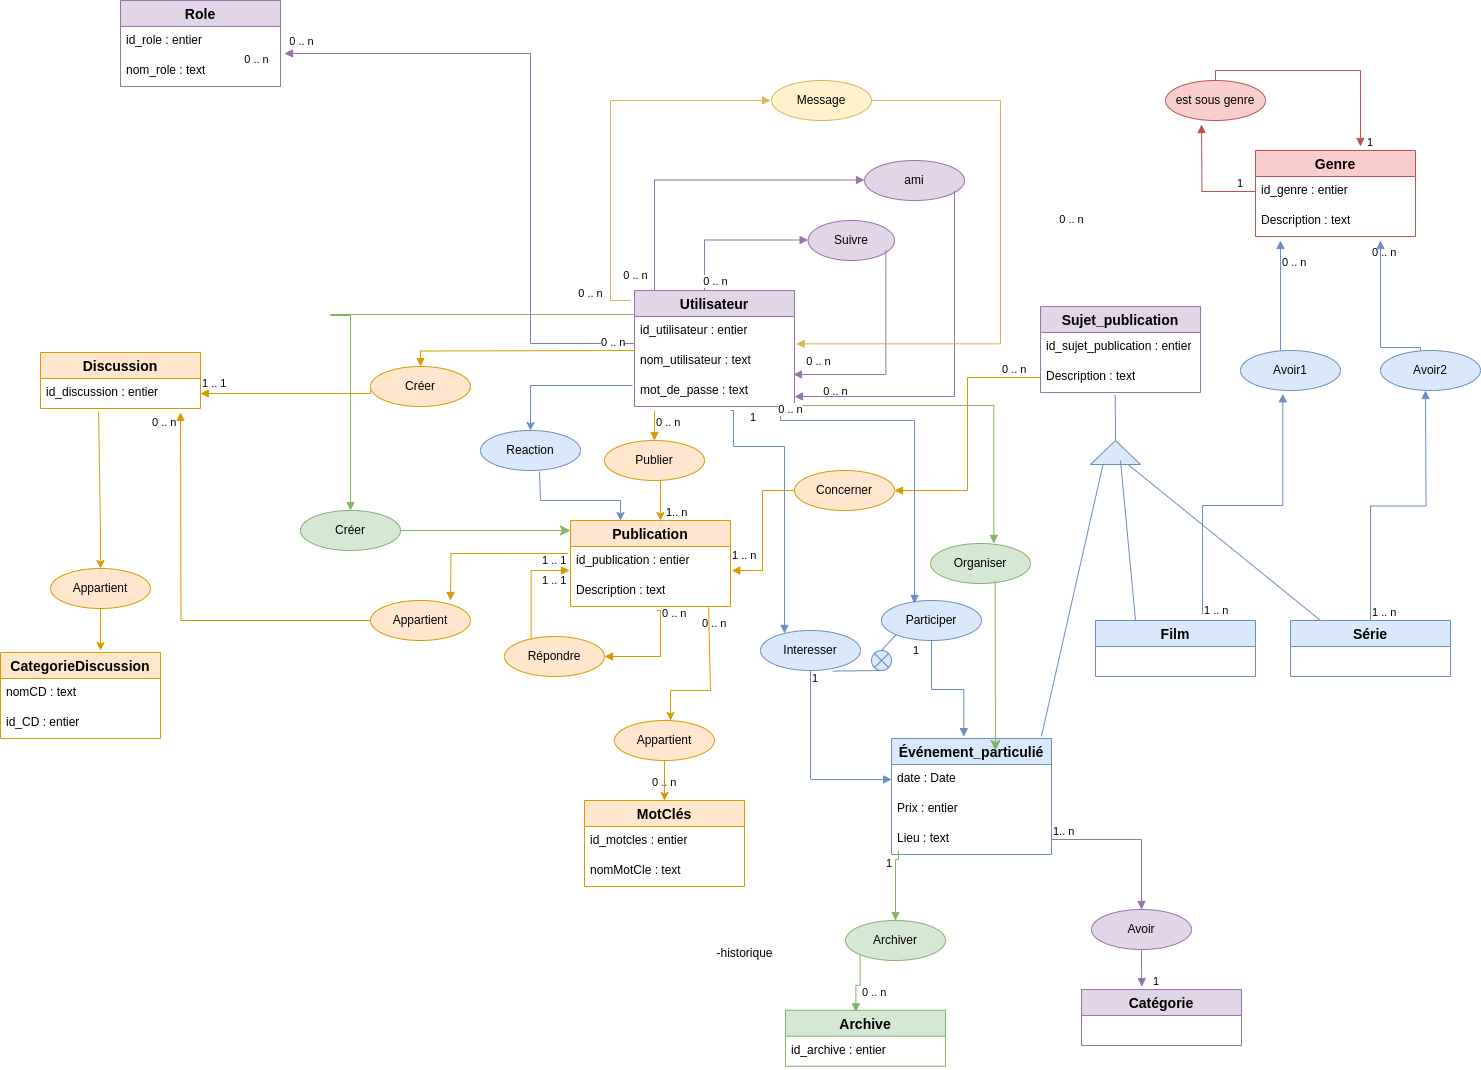 Role
id_role : entier
nom_role : text
0 .. n
0 .. n
Message
ami
Suivre
est sous genre
1
1
Genre
id_genre : entier
Description : text
0 .. n
0 .. n
0 .. n
0 .. n
0 .. n
0 .. n
Utilisateur
id_utilisateur : entier
nom_utilisateur : text
mot_de_passe : text
0 .. n
0 .. n
0 .. n
0 .. n
1
0 .. n
Sujet_publication
id_sujet_publication : entier
Description : text
0 .. n
Avoir1
Avoir2
Discussion
id_discussion : entier
1 .. 1
0 .. n
Créer
Reaction
Publier
Concerner
Créer
1.. n
Publication
id_publication : entier
Description : text
1 .. 1
1 .. 1
1 .. n
0 .. n
0 .. n
Organiser
Appartient
Appartient
Répondre
Interesser
1
Participer
1
1 .. n
Film
1 .. n
Série
CategorieDiscussion
nomCD : text
id_CD : entier
Appartient
0 .. n
MotClés
id_motcles : entier
nomMotCle : text
Événement_particulié
date : Date
Prix : entier
Lieu : text
1.. n
1
Archiver
-historique
0 .. n
Archive
id_archive : entier
Avoir
1
Catégorie